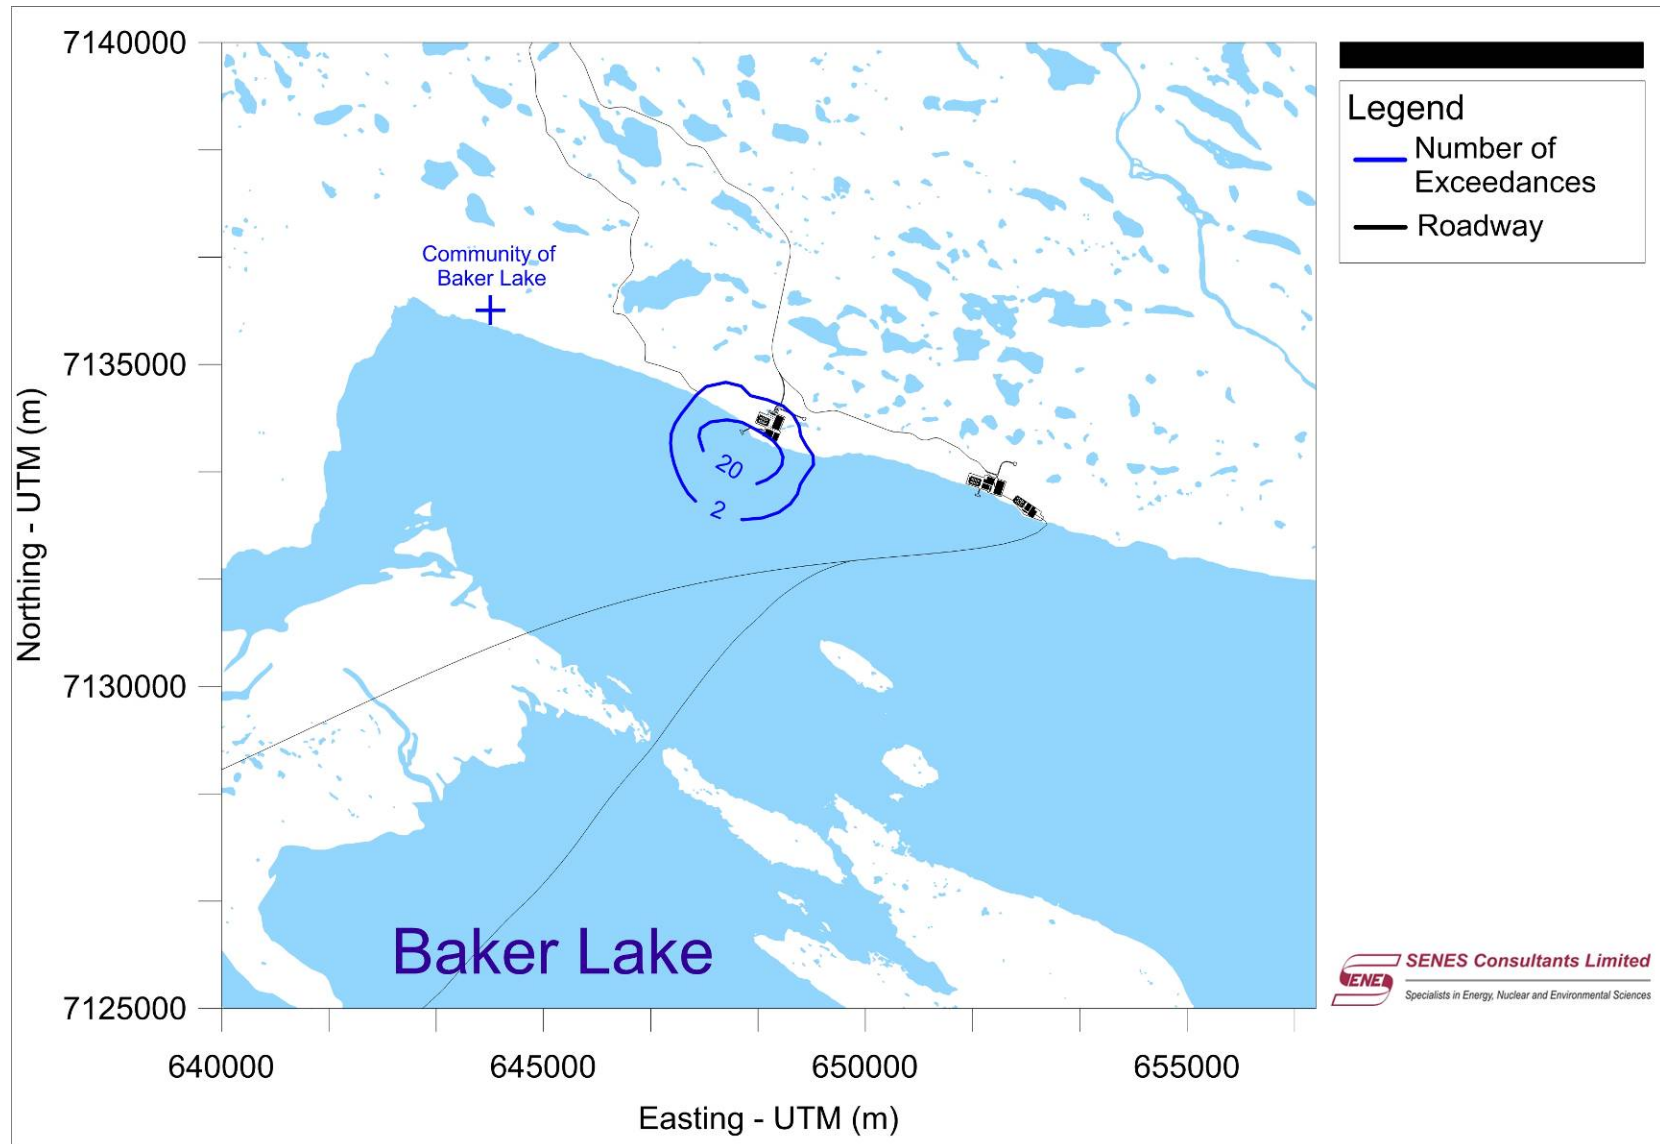 7140000
7135000
7130000
7125000
Northing - UTM (m)
640000
645000
650000
655000
Easting - UTM (m)
Community of
Baker Lake
20
2
Baker Lake
Legend
Number of
Exceedances
Roadway
SENES
SENES Consultants Limited
Specialists in Energy, Nuclear and Environmental Sciences